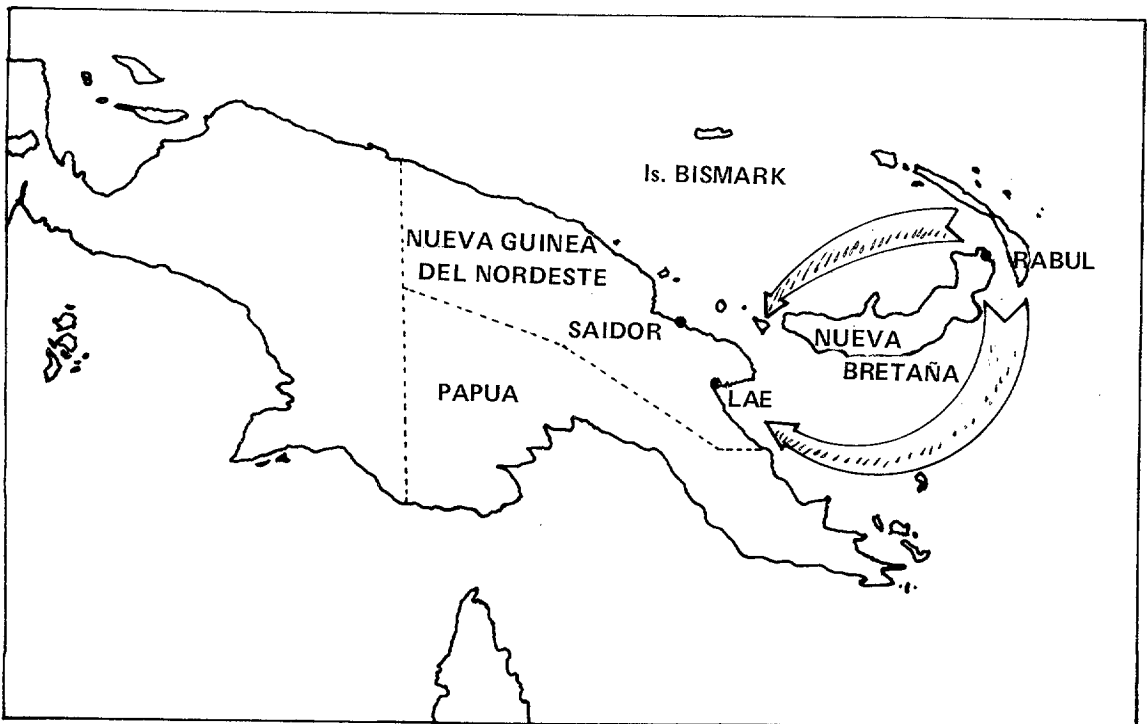 Is. BISMARK
NUEVA GUINEA
DEL NORDESTE
RABUL
SAIDOR
NUEVA
BRETAÑA
PAPUA
LAE